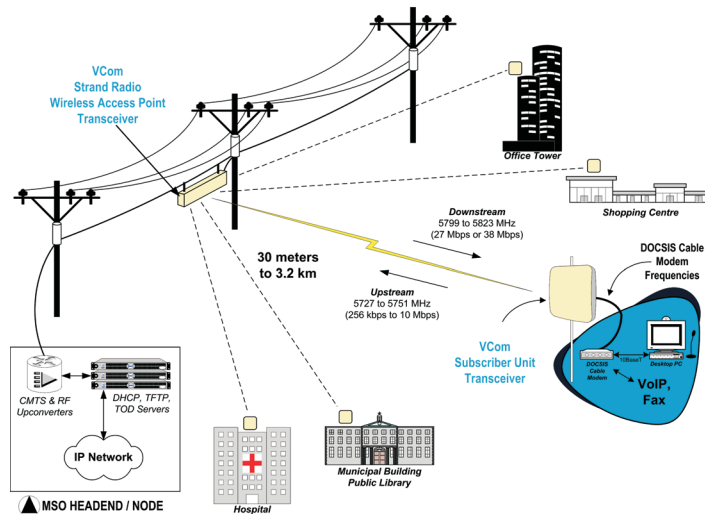 VCom
Strand Radio
Wireless Access Point
Transceiver
Office Tower
Shopping Centre
Downstream
5799 to 5823 MHz
(27 Mbps or 38 Mbps)
30 meters
to 3.2 km
Upstream
5727 to 5751 MHz
(256 kbps to 10 Mbps)
DOCSIS Cable
Modem
Frequencies
VCom
Subscriber Unit
Transceiver
10BaseT
DOCSIS
Cable
Modem
Desktop PC
VoIP,
Fax
CMTS & RF
Upconverters
DHCP, TFTP,
TOD Servers
IP Network
MSO HEADEND / NODE
Hospital
Municipal Building
Public Library